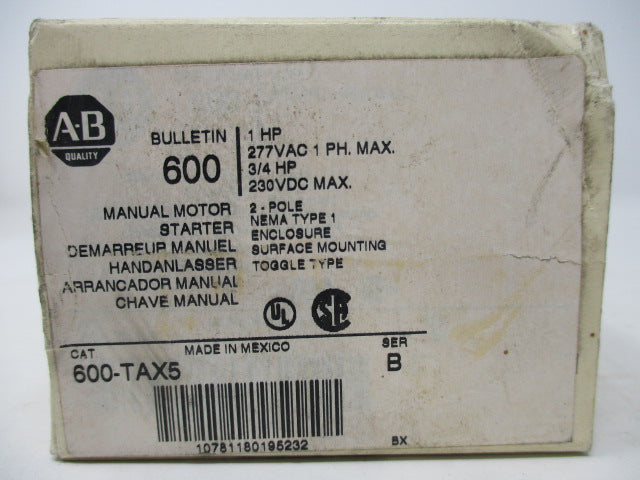 A-B
QUALITY
BULLETIN
600
1 HP
277VAC 1 PH. MAX.
3/4 HP
230VDC MAX.
MANUAL MOTOR
STARTER
DEMARREUR MANUEL
HANDANLASSER
ARRANCADOR MANUAL
CHAVE MANUAL
2 - POLE
NEMA TYPE 1
ENCLOSURE
SURFACE MOUNTING
TOGGLE TYPE
UL
SA
CAT
MADE IN MEXICO
SER
600-TAX5
B
10781180195232
BX